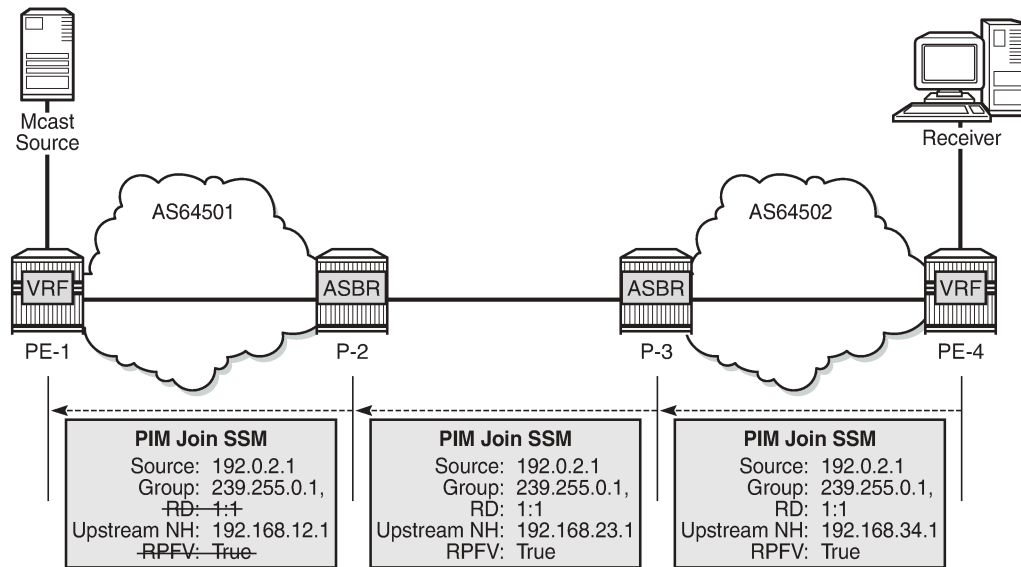 Mcast
Source
Receiver
AS64501
AS64502
VRF
ASBR
ASBR
VRF
PE-1
P-2
P-3
PE-4
PIM Join SSM
Source: 192.0.2.1
Group: 239.255.0.1,
RD: 1:1
Upstream NH: 192.168.12.1
RPFV: True
PIM Join SSM
Source: 192.0.2.1
Group: 239.255.0.1,
RD: 1:1
Upstream NH: 192.168.23.1
RPFV: True
PIM Join SSM
Source: 192.0.2.1
Group: 239.255.0.1,
RD: 1:1
Upstream NH: 192.168.34.1
RPFV: True